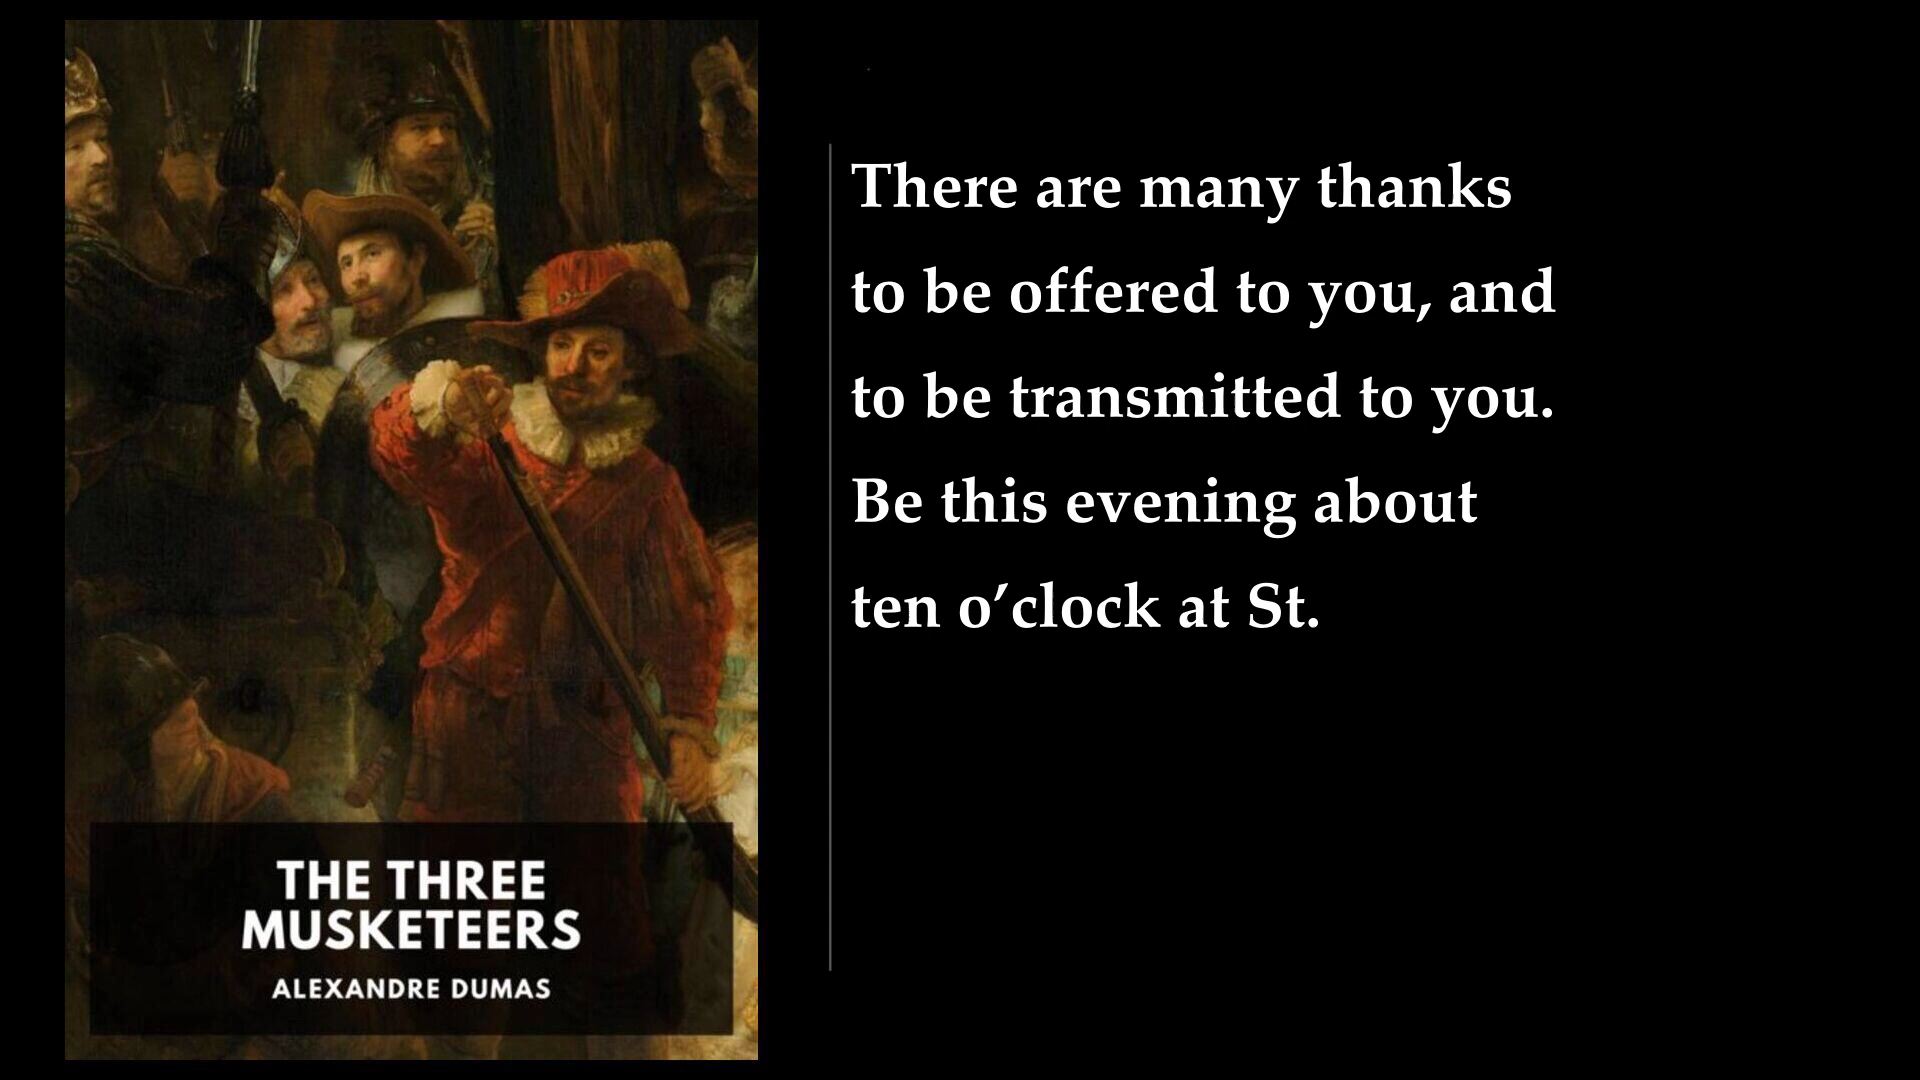 THE THREE
MUSKETEERS
ALEXANDRE DUMAS
There are many thanks
to be offered to you, and
to be transmitted to you.
Be this evening about
ten o’clock at St.